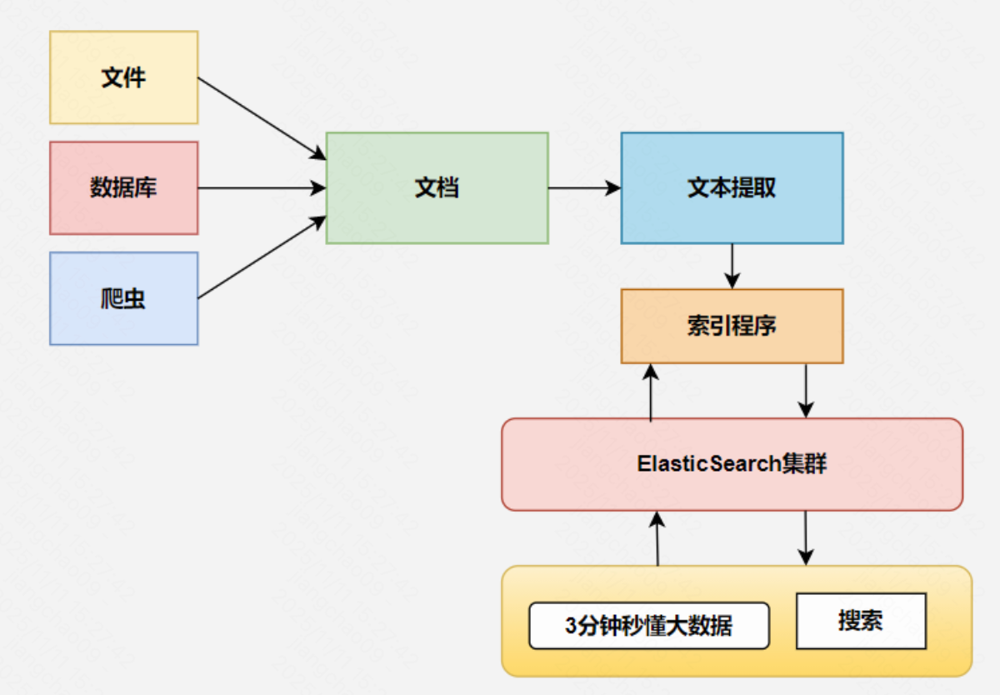 文件
数据库
爬虫
文档
文本提取
索引程序
ElasticSearch集群
3分钟秒懂大数据
搜索